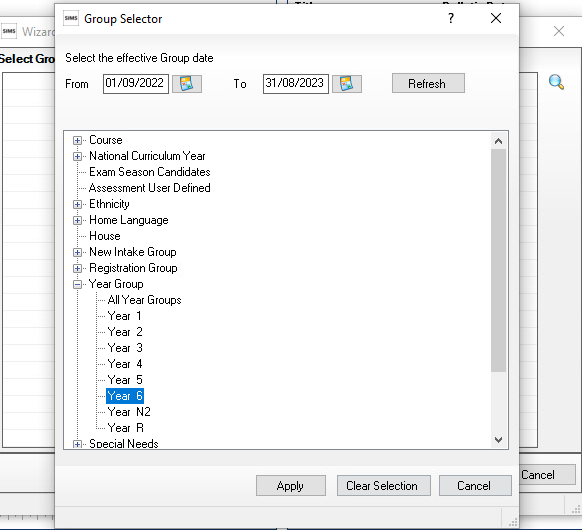 SIMS Group Selector ?
SIMS Wizard
Select the effective Group date
Select Gro
From 01/09/2022 To 31/08/2023 Refresh
Course
National Curriculum Year
Exam Season Candidates
Assessment User Defined
Ethnicity
Home Language
House
New Intake Group
Registration Group
Year Group
All Year Groups
Year 1
Year 2
Year 3
Year 4
Year 5
Year 6
Year N2
Year R
Special Needs
Cancel
Apply Clear Selection Cancel